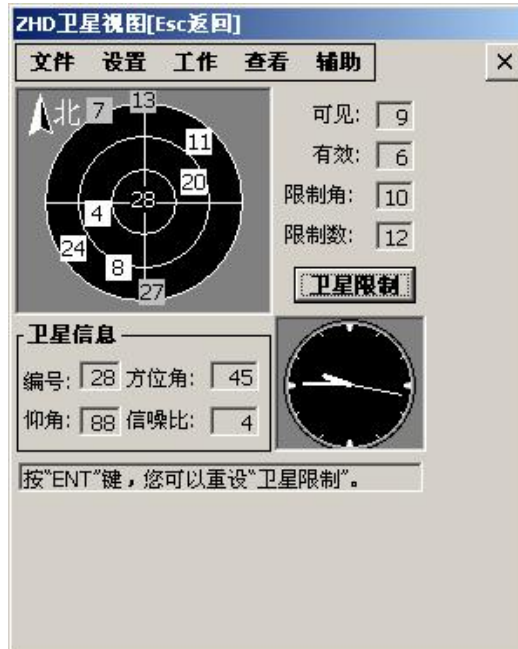 ZHD卫星视图[Esc返回]
文件 设置 工作 查看 辅助
北 7 13
11
20
28
4
24
8
27
可见: 9
有效: 6
限制角: 10
限制数: 12
卫星限制
卫星信息
编号: 28 方位角: 45
仰角: 88 信噪比: 4
按“ENT”键，您可以重设“卫星限制”。